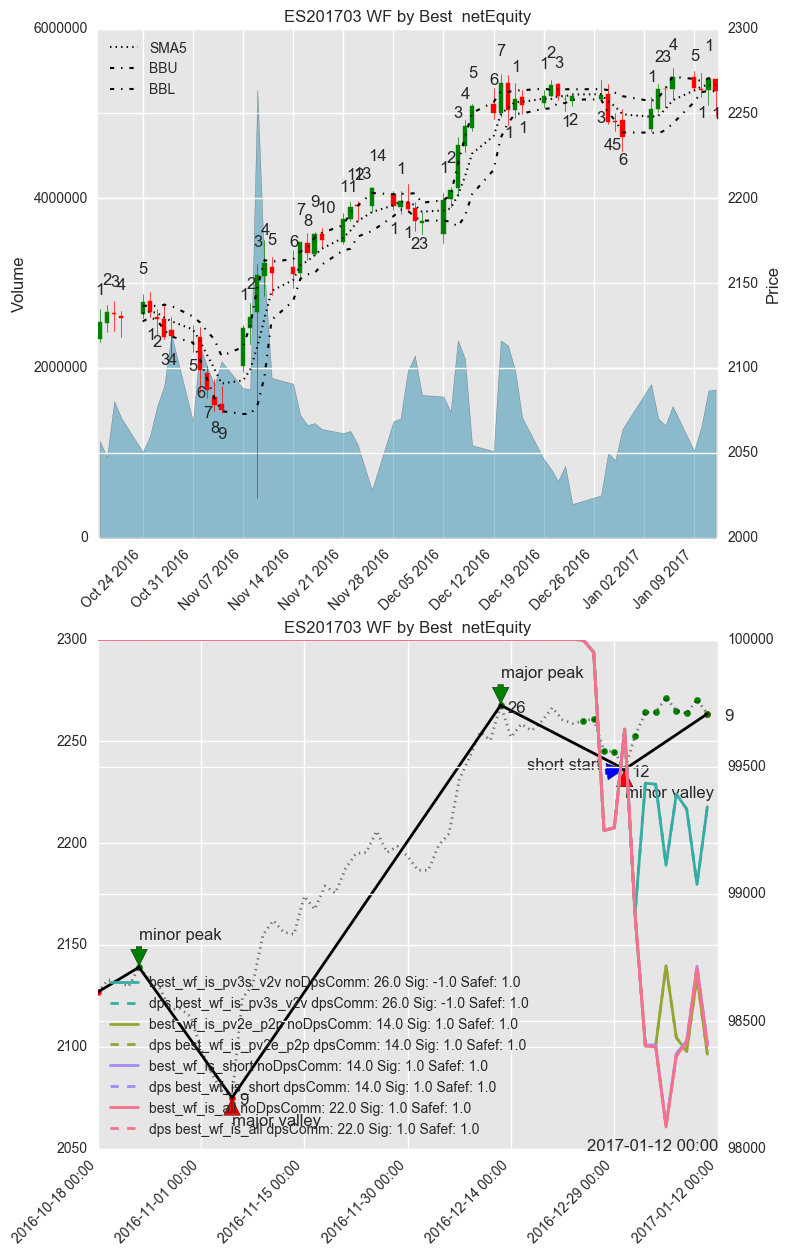 ES201703 WF by Best  netEquity
6000000
2300
SMA5
BBU
BBL
2250
4000000
2200
Volume
Price
2150
2000000
2100
2050
0
2000
Oct 24 2016
Oct 31 2016
Nov 07 2016
Nov 14 2016
Nov 21 2016
Nov 28 2016
Dec 05 2016
Dec 12 2016
Dec 19 2016
Dec 26 2016
Jan 02 2017
Jan 09 2017
ES201703 WF by Best  netEquity
2300
100000
major peak
26
9
2250
short start
12
99500
minor valley
2200
99000
2150
minor peak
best_wf_is_pv3s_v2v noDpsComm: 26.0 Sig: -1.0 Safef: 1.0
dps best_wf_is_pv3s_v2v dpsComm: 26.0 Sig: -1.0 Safef: 1.0
best_wf_is_pv2e_p2p noDpsComm: 14.0 Sig: 1.0 Safef: 1.0
98500
dps best_wf_is_pv2e_p2p dpsComm: 14.0 Sig: 1.0 Safef: 1.0
2100
best_wf_is_short noDpsComm: 14.0 Sig: 1.0 Safef: 1.0
dps best_wf_is_short dpsComm: 14.0 Sig: 1.0 Safef: 1.0
9
best_wf_is_all noDpsComm: 22.0 Sig: 1.0 Safef: 1.0
major valley
dps best_wf_is_all dpsComm: 22.0 Sig: 1.0 Safef: 1.0
2050
2017-01-12 00:00
98000
2016-10-18 00:00
2016-11-01 00:00
2016-11-15 00:00
2016-11-30 00:00
2016-12-14 00:00
2016-12-29 00:00
2017-01-12 00:00